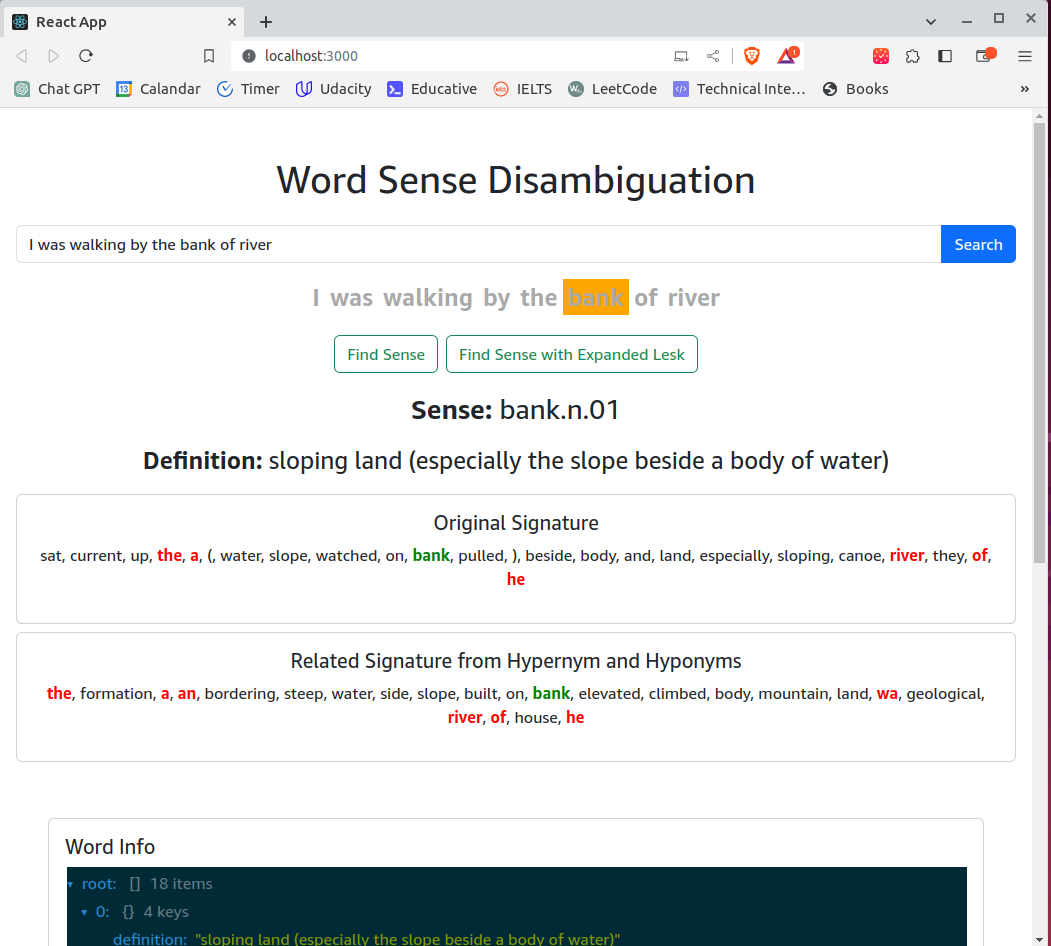 React App
localhost:3000
1
Chat GPT 13 Calandar Timer Udacity Educative IELTS LeetCode Technical Inte... Books »
Word Sense Disambiguation
I was walking by the bank of river Search
I was walking by the bank of river
Find Sense Find Sense with Expanded Lesk
Sense: bank.n.01
Definition: sloping land (especially the slope beside a body of water)
Original Signature
sat, current, up, the, a, (, water, slope, watched, on, bank, pulled, ), beside, body, and, land, especially, sloping, canoe, river, they, of,
he
Related Signature from Hypernym and Hyponyms
the, formation, a, an, bordering, steep, water, side, slope, built, on, bank, elevated, climbed, body, mountain, land, wa, geological,
river, of, house, he
Word Info
root: [] 18 items
0: {} 4 keys
definition: "sloping land (especially the slope beside a body of water)"